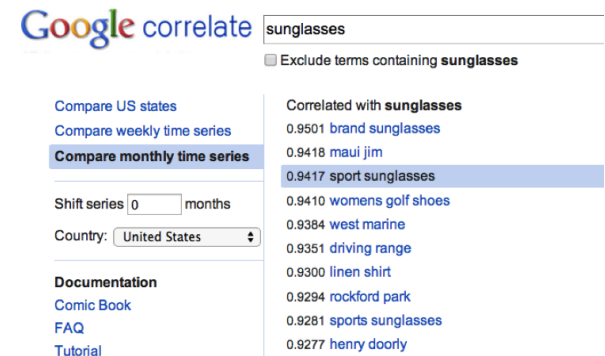 Google correlate sunglasses
Exclude terms containing sunglasses
Compare US states
Compare weekly time series
Compare monthly time series
Shift series 0 months
Country: United States
Documentation
Comic Book
FAQ
Tutorial
Correlated with sunglasses
0.9501 brand sunglasses
0.9418 maui jim
0.9417 sport sunglasses
0.9410 womens golf shoes
0.9384 west marine
0.9351 driving range
0.9300 linen shirt
0.9294 rockford park
0.9281 sports sunglasses
0.9277 henry doorly